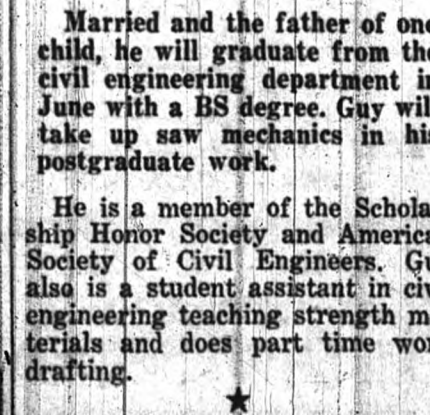 Married and the father of one
child, he will graduate from the
civil engineering department in
June with a BS degree. Guy will
take up saw mechanics in his
postgraduate work.
He is a member of the Schola
ship Honor Society and America
Society of Civil Engineers. Gu
also is a student assistant in civ
engineering teaching strength m
terials and does part time wor
drafting.